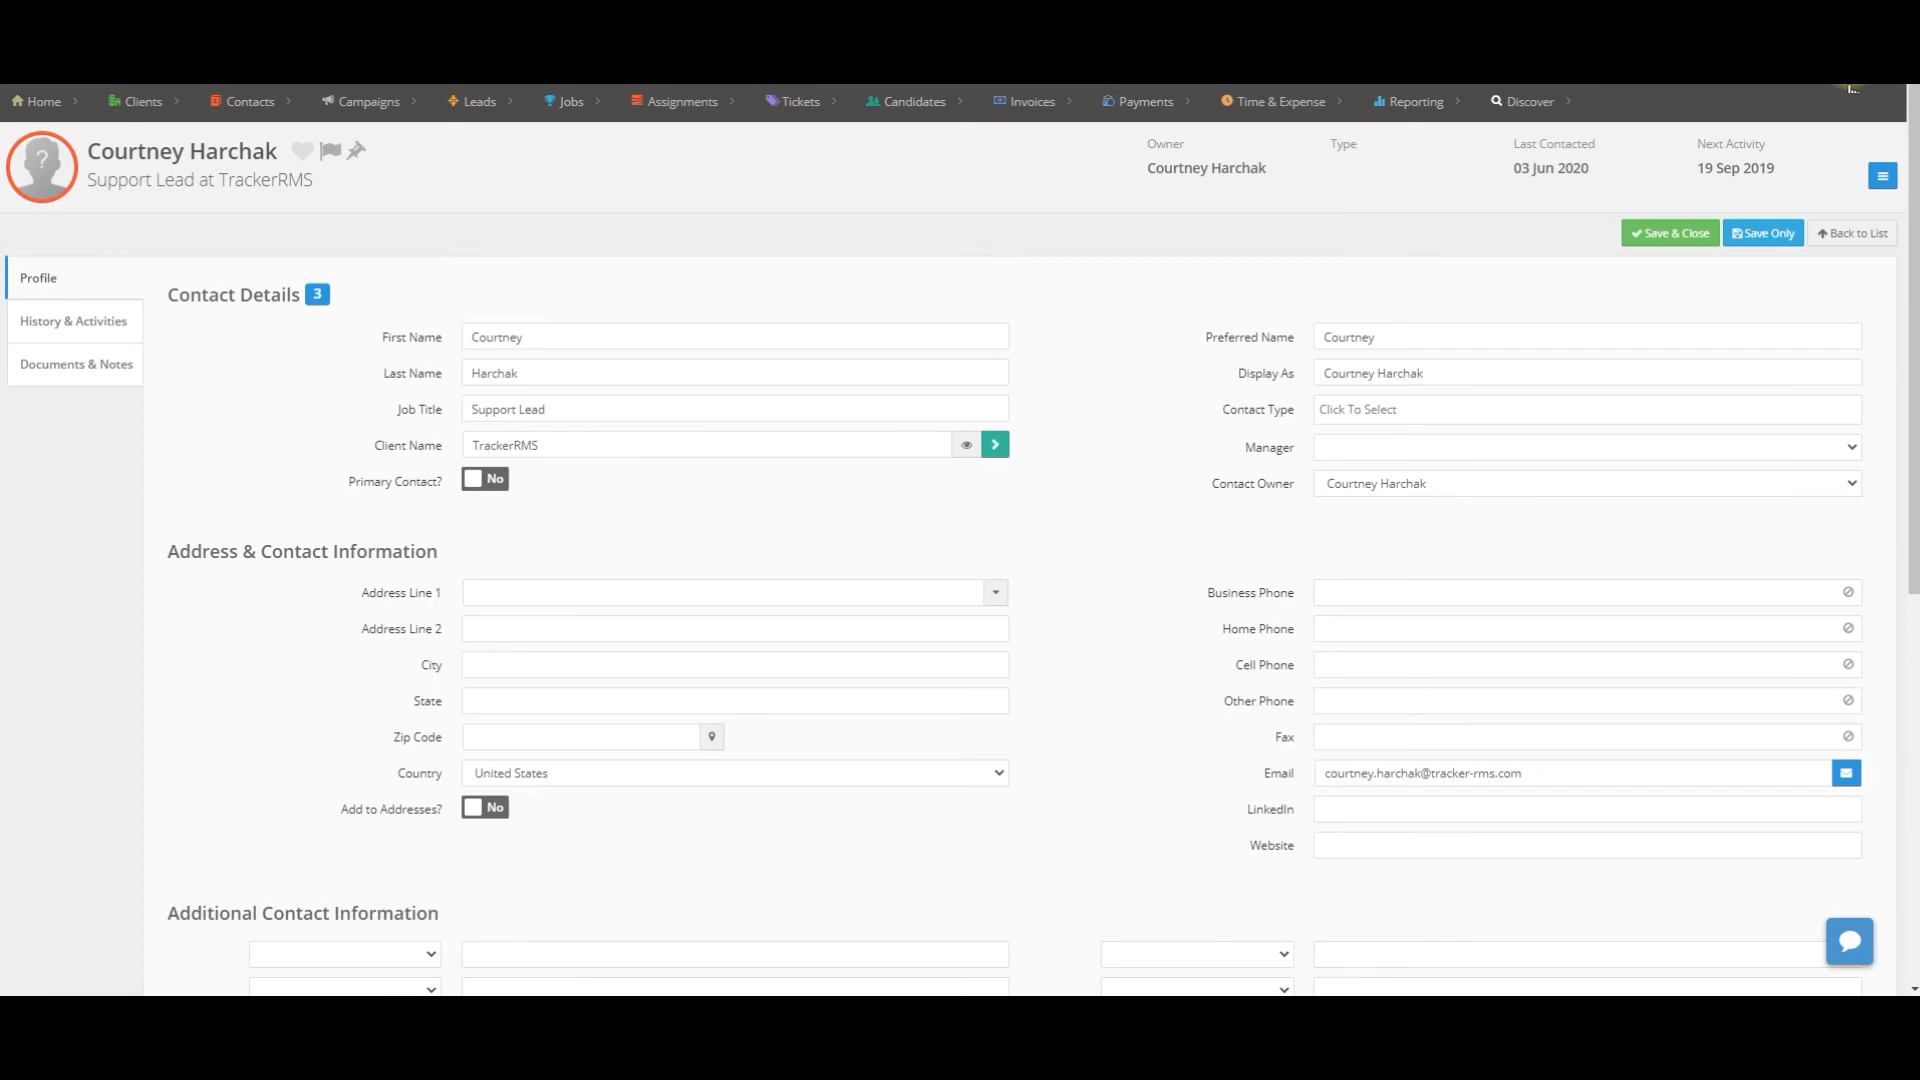 Home Clients Contacts Campaigns Leads Jobs Assignments Tickets Candidates Invoices Payments Time & Expense Reporting Discover
Courtney Harchak
Support Lead at TrackerRMS
Owner Type Last Contacted Next Activity
Courtney Harchak 03 Jun 2020 19 Sep 2019
Save & Close Save Only Back to List
Profile
History & Activities
Documents & Notes
Contact Details 3
First Name Courtney Preferred Name Courtney
Last Name Harchak Display As Courtney Harchak
Job Title Support Lead Contact Type Click To Select
Client Name TrackerRMS Manager
Primary Contact? No Contact Owner Courtney Harchak
Address & Contact Information
Address Line 1 Business Phone
Address Line 2 Home Phone
City Cell Phone
State Other Phone
Zip Code Fax
Country United States Email courtney.harchak@tracker-rms.com
Add to Addresses? No LinkedIn
Website
Additional Contact Information